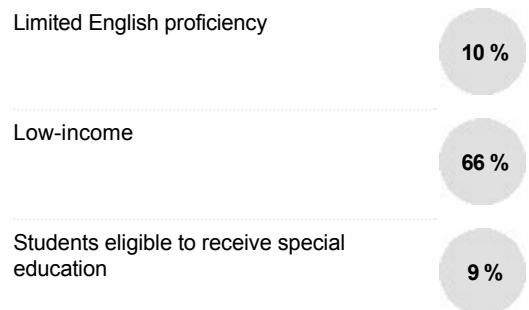 Limited English proficiency
10 %
Low-income
66 %
Students eligible to receive special
education
9 %